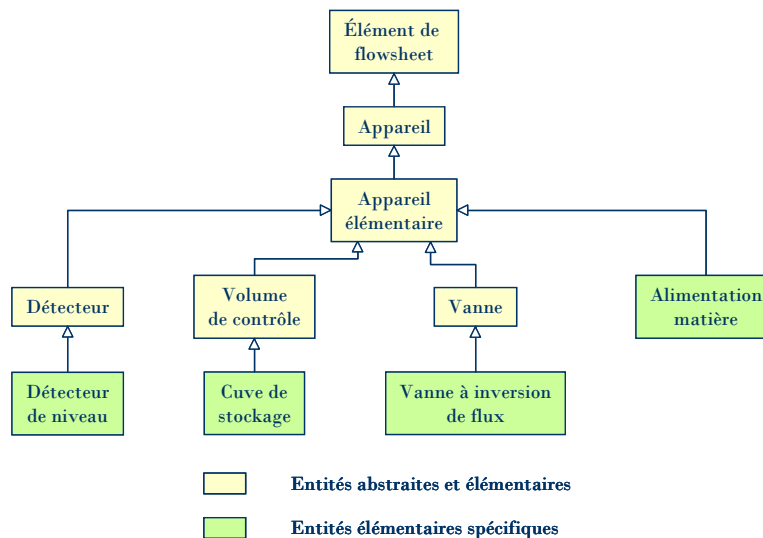 Élément de
flowsheet
Appareil
Appareil
élémentaire
Détecteur
Volume
de contrôle
Vanne
Alimentation
matière
Détecteur
de niveau
Cuve de
stockage
Vanne à inversion
de flux
Entités abstraites et élémentaires
Entités élémentaires spécifiques